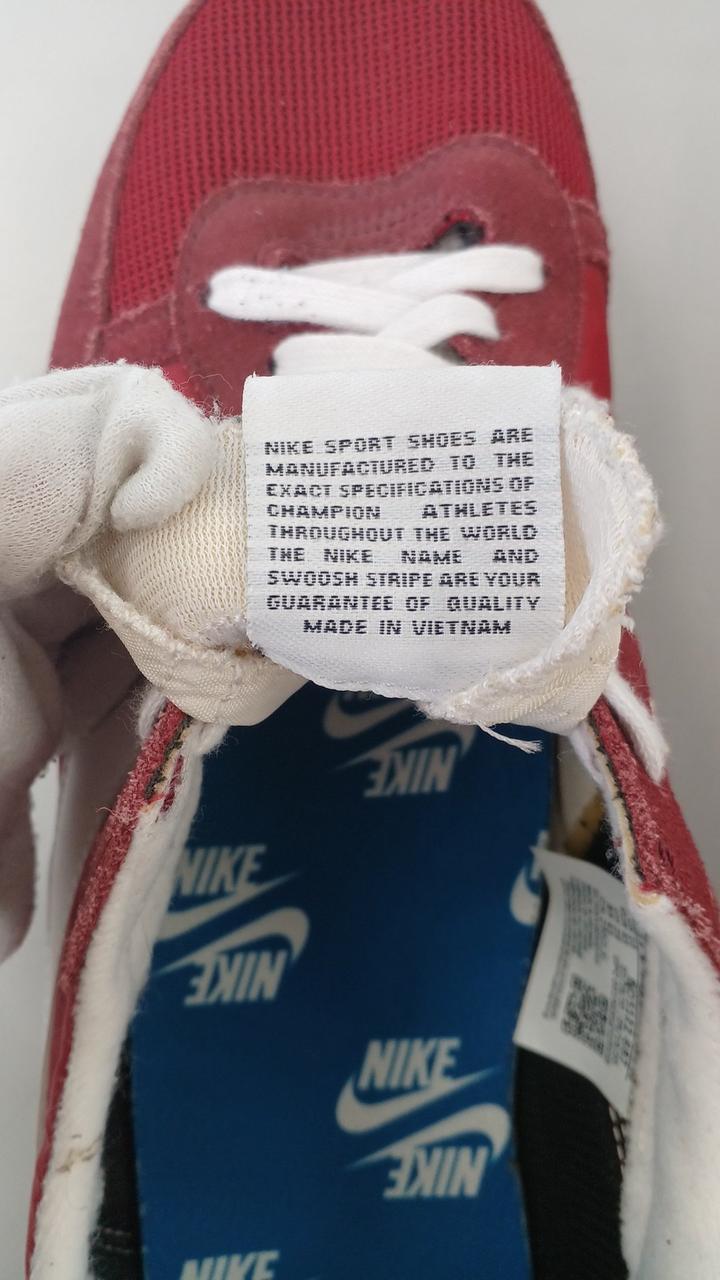 NIKE SPORT SHOES ARE
MANUFACTURED TO THE
EXACT SPECIFICATIONS OF
CHAMPION ATHLETES
THROUGHOUT THE WORLD
THE NIKE NAME AND
SWOOSH STRIPE ARE YOUR
GUARANTEE OF QUALITY
MADE IN VIETNAM
NIKE
NIKE
NIKE
NIKE
NIKE
NIKE